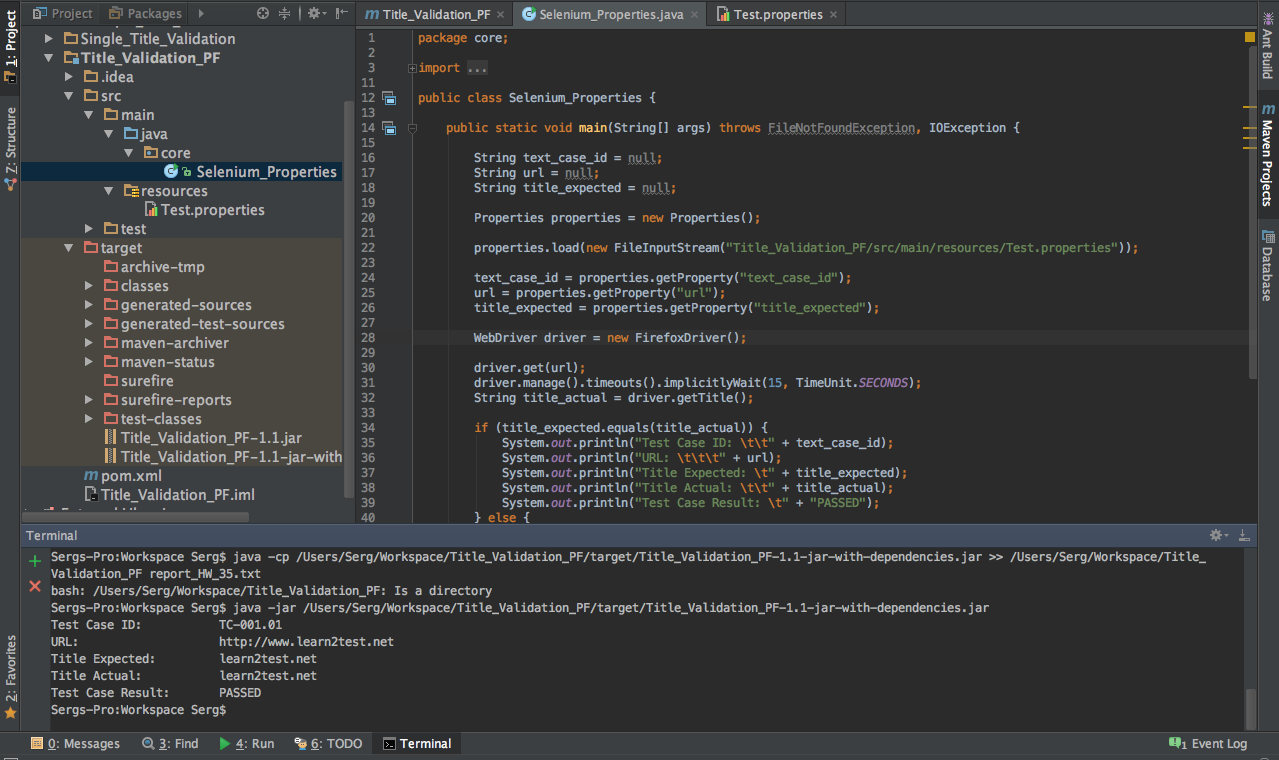 Project
Packages
Title_Validation_PF
Selenium_Properties.java
Test.properties
1: Project
Z: Structure
2: Favorites
Ant Build
Maven Projects
Database
Single_Title_Validation
Title_Validation_PF
.idea
src
main
java
core
Selenium_Properties
resources
Test.properties
test
target
archive-tmp
classes
generated-sources
generated-test-sources
maven-archiver
maven-status
surefire
surefire-reports
test-classes
Title_Validation_PF-1.1.jar
Title_Validation_PF-1.1-jar-with
pom.xml
Title_Validation_PF.iml
1 package core;
2
3 import ...
11
12 public class Selenium_Properties {
13
14 public static void main(String[] args) throws FileNotFoundException, IOException {
15
16 String text_case_id = null;
17 String url = null;
18 String title_expected = null;
19
20 Properties properties = new Properties();
21
22 properties.load(new FileInputStream("Title_Validation_PF/src/main/resources/Test.properties"));
23
24 text_case_id = properties.getProperty("text_case_id");
25 url = properties.getProperty("url");
26 title_expected = properties.getProperty("title_expected");
27
28 WebDriver driver = new FirefoxDriver();
29
30 driver.get(url);
31 driver.manage().timeouts().implicitlyWait(15, TimeUnit.SECONDS);
32 String title_actual = driver.getTitle();
33
34 if (title_expected.equals(title_actual)) {
35 System.out.println("Test Case ID: \t\t" + text_case_id);
36 System.out.println("URL: \t\t\t" + url);
37 System.out.println("Title Expected: \t" + title_expected);
38 System.out.println("Title Actual: \t\t" + title_actual);
39 System.out.println("Test Case Result: \t" + "PASSED");
40 } else {
Terminal
Sergs-Pro:Workspace Serg$ java -cp /Users/Serg/Workspace/Title_Validation_PF/target/Title_Validation_PF-1.1-jar-with-dependencies.jar >> /Users/Serg/Workspace/Title_
Validation_PF report_HW_35.txt
bash: /Users/Serg/Workspace/Title_Validation_PF: Is a directory
Sergs-Pro:Workspace Serg$ java -jar /Users/Serg/Workspace/Title_Validation_PF/target/Title_Validation_PF-1.1-jar-with-dependencies.jar
Test Case ID: TC-001.01
URL: http://www.learn2test.net
Title Expected: learn2test.net
Title Actual: learn2test.net
Test Case Result: PASSED
Sergs-Pro:Workspace Serg$
0: Messages
3: Find
4: Run
6: TODO
Terminal
1 Event Log